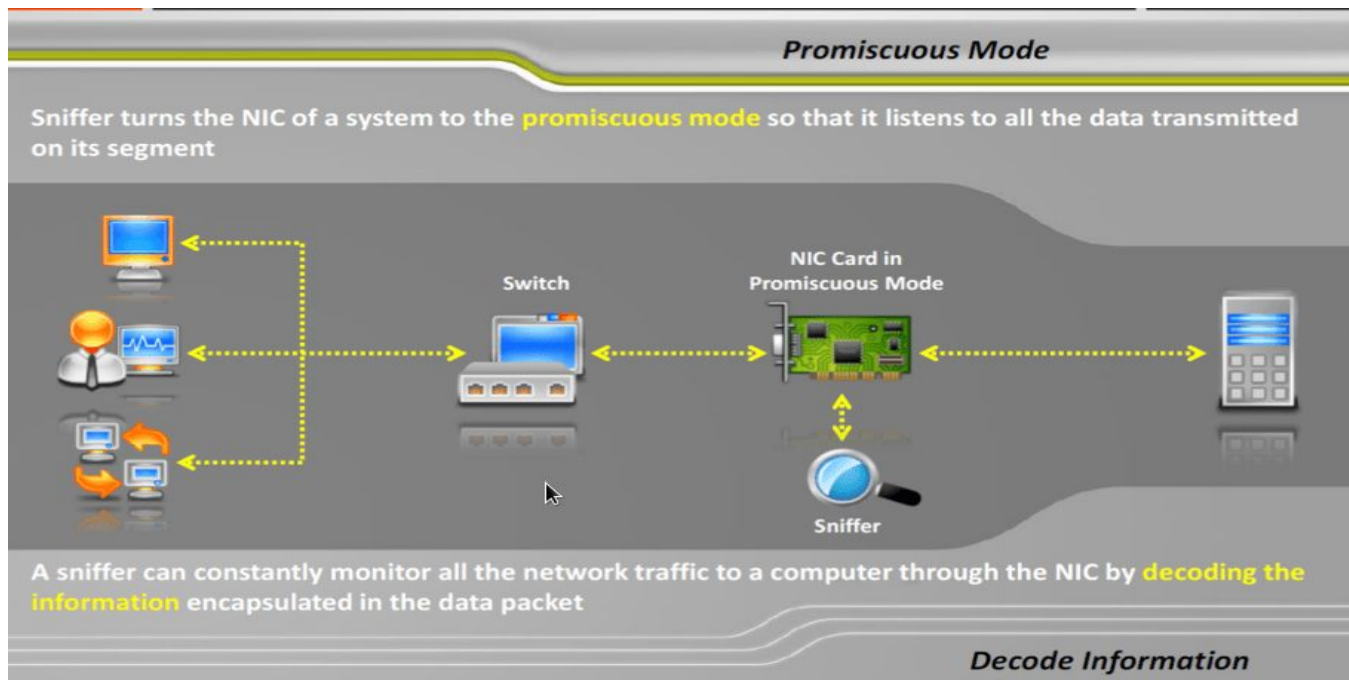 Promiscuous Mode
Sniffer turns the NIC of a system to the promiscuous mode so that it listens to all the data transmitted
on its segment
Switch
NIC Card in
Promiscuous Mode
Sniffer
A sniffer can constantly monitor all the network traffic to a computer through the NIC by decoding the
information encapsulated in the data packet
Decode Information